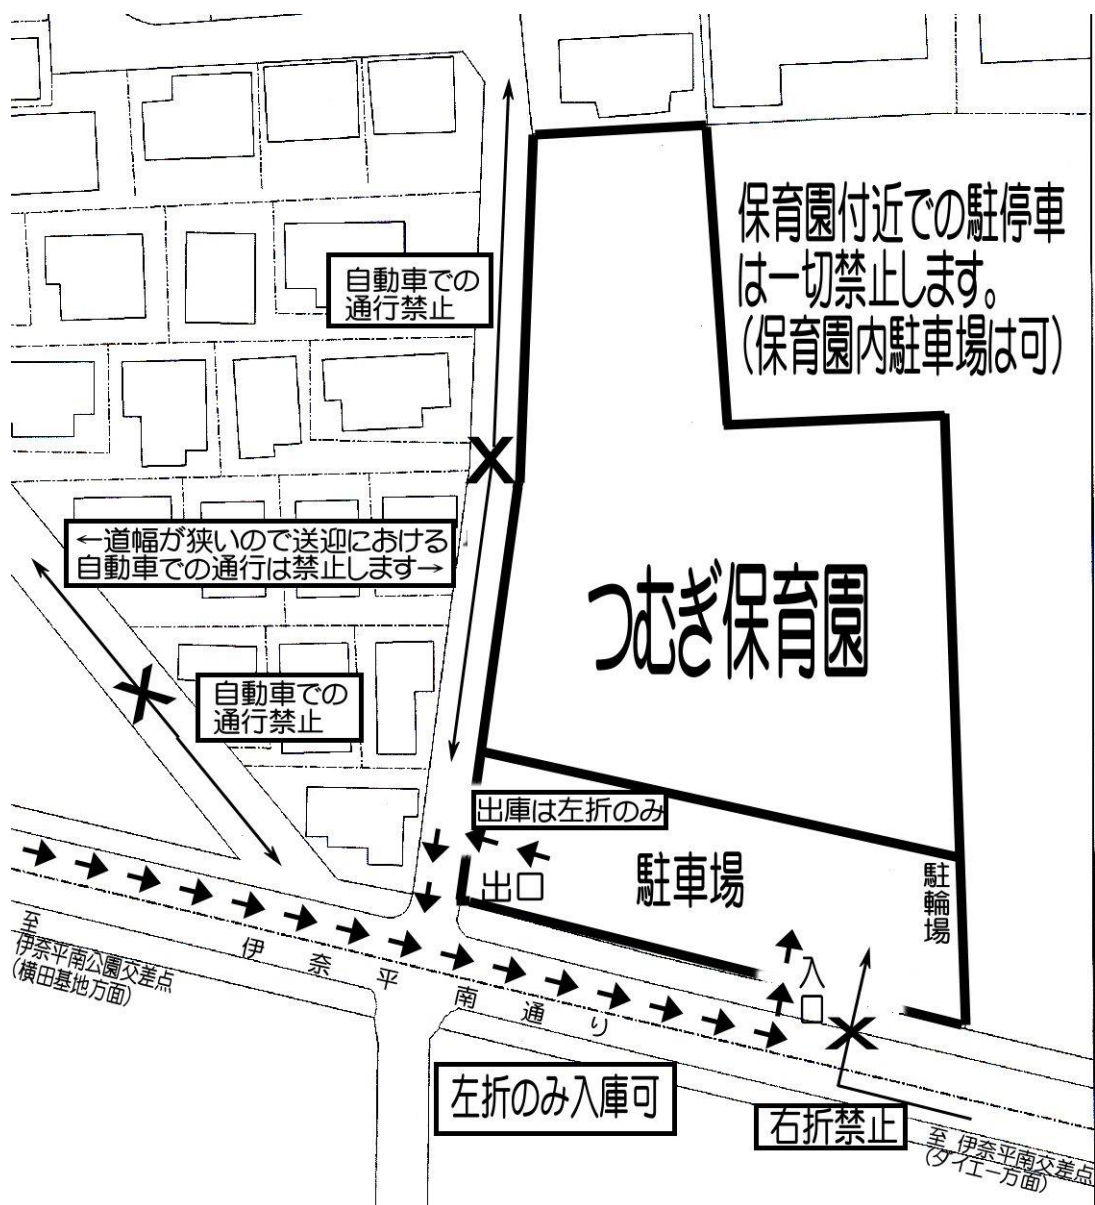 保育園付近での駐停車
は一切禁止します。
（保育園内駐車場は可）
自動車での
通行禁止
←道幅が狭いので送迎における
自動車での通行は禁止します→
つむぎ保育園
自動車での
通行禁止
出庫は左折のみ
出口
駐車場
駐輪場
入口
至
伊奈平南公園交差点
（横田基地方面）
伊奈平南通り
左折のみ入庫可
右折禁止
至 伊奈平南交差点
（ダイエー方面）